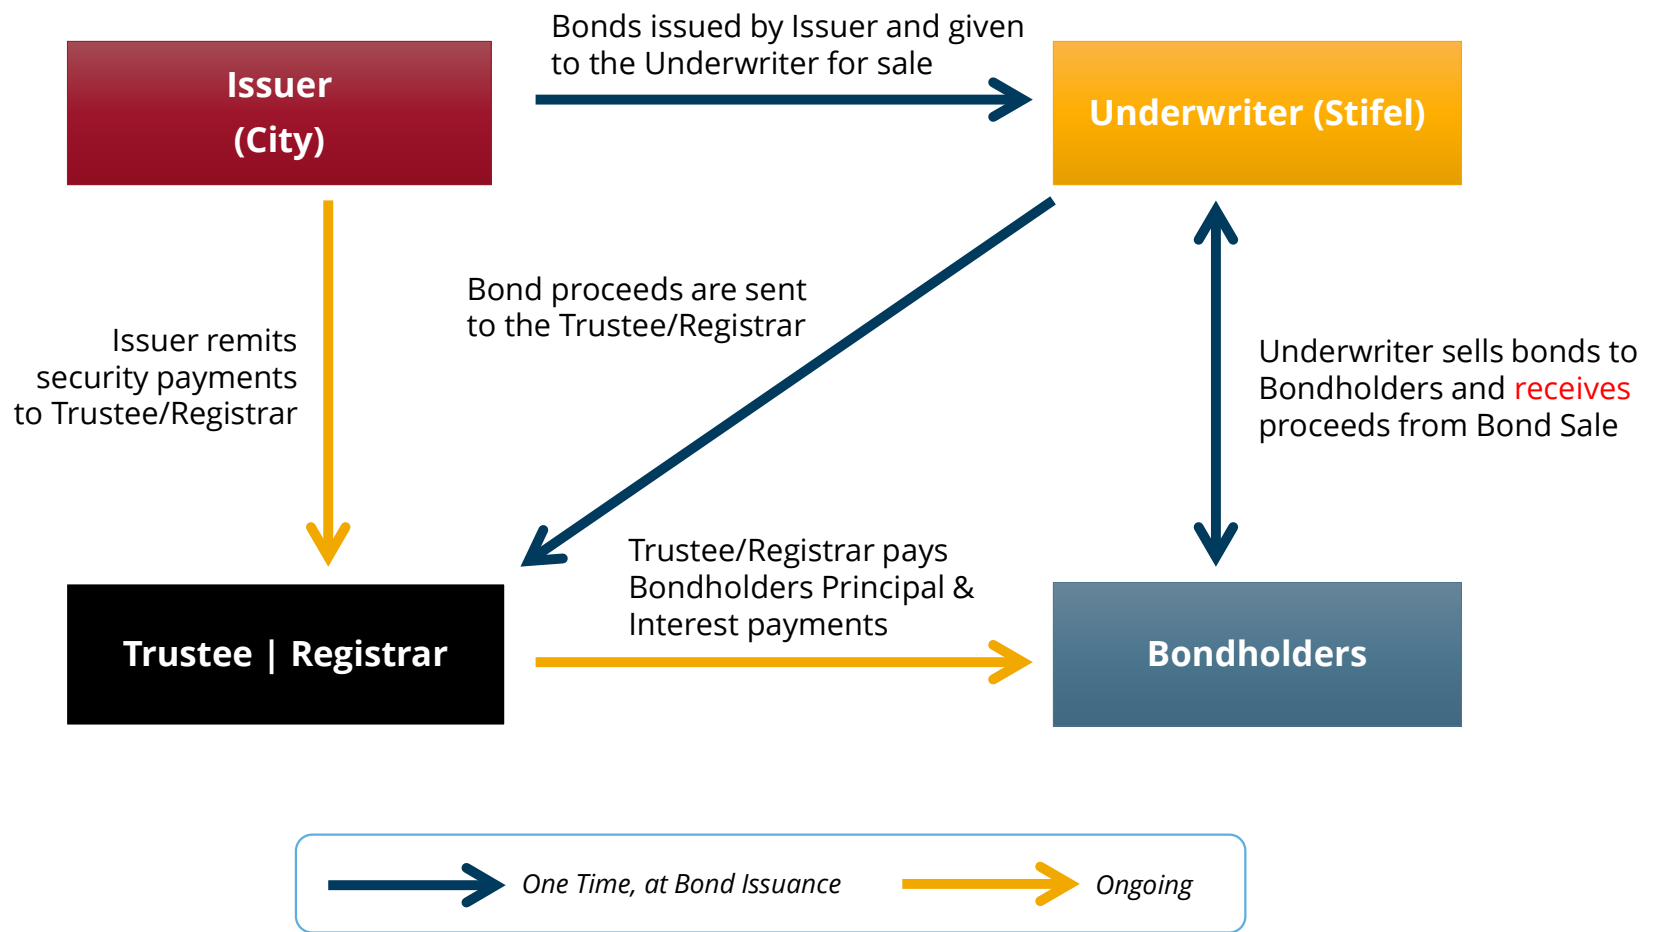 Bonds issued by Issuer and given
to the Underwriter for sale
Issuer
(City)
Underwriter (Stifel)
Bond proceeds are sent
to the Trustee/Registrar
Issuer remits
security payments
to Trustee/Registrar
Underwriter sells bonds to
Bondholders and receives
proceeds from Bond Sale
Trustee/Registrar pays
Bondholders Principal &
Interest payments
Trustee | Registrar
Bondholders
One Time, at Bond Issuance
Ongoing